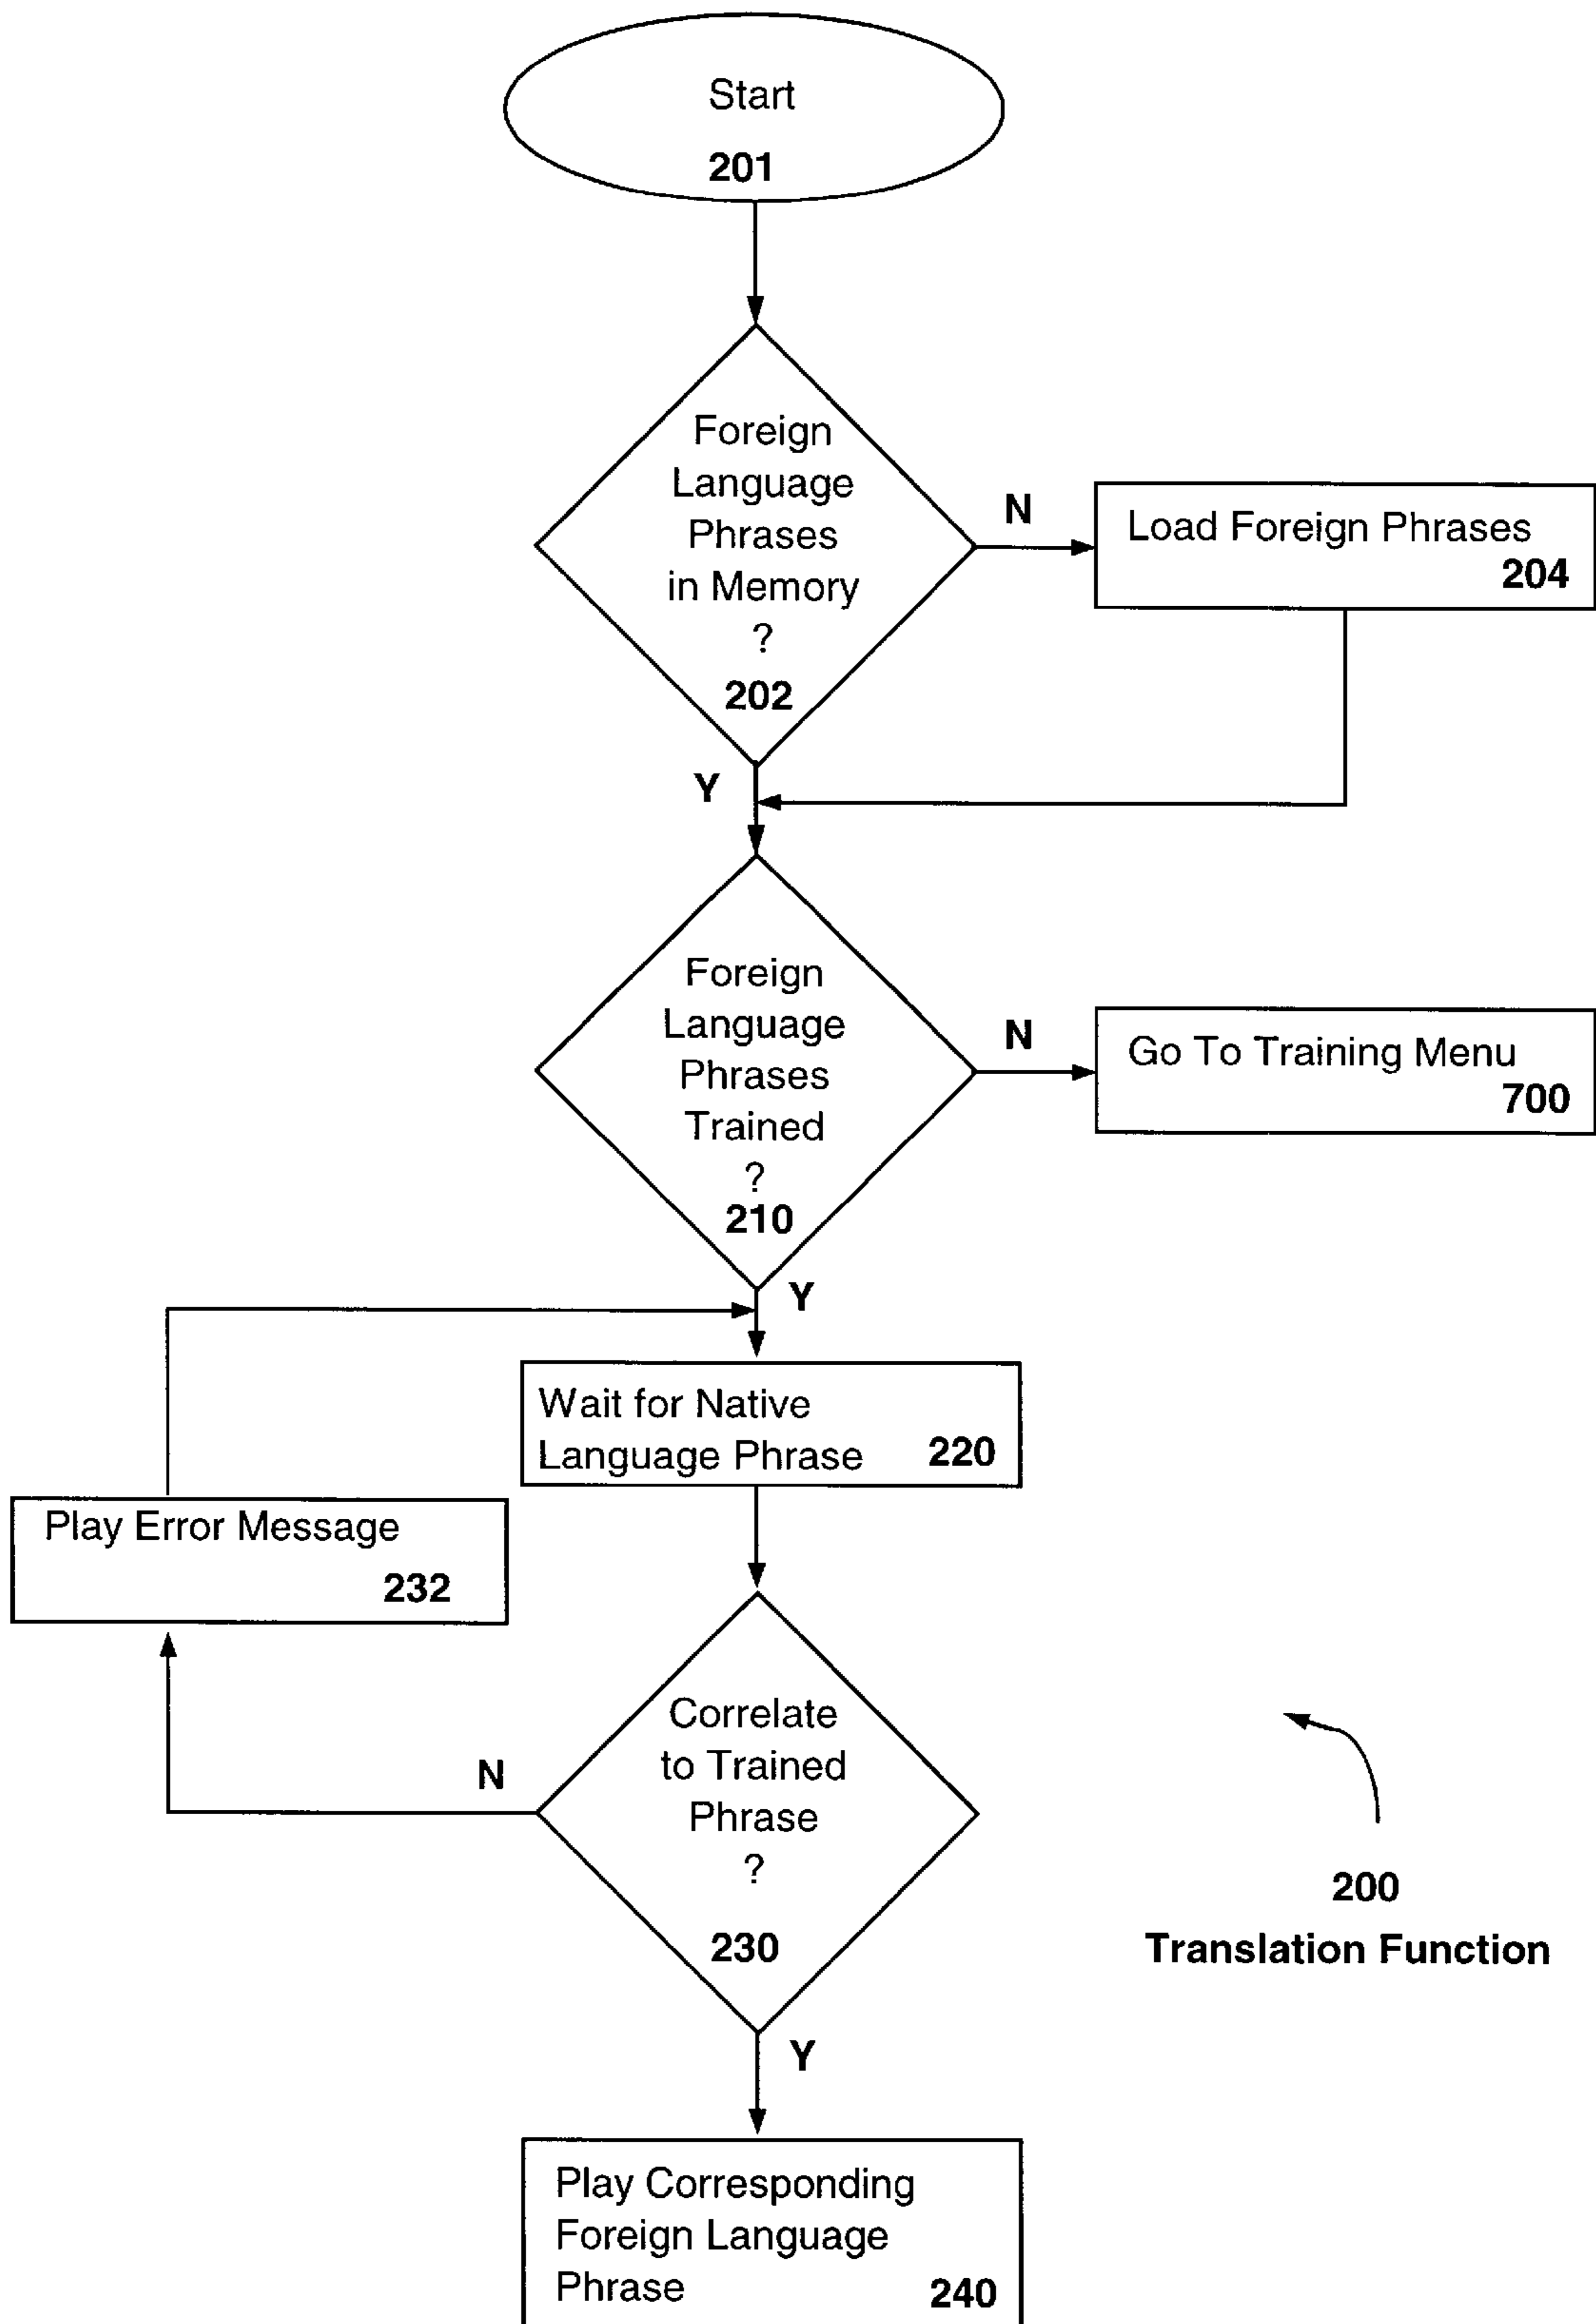 Start
201
Foreign
Language
Phrases
in Memory
?
202
N
Load Foreign Phrases
204
Y
Foreign
Language
Phrases
Trained
?
210
N
Go To Training Menu
700
Y
Wait for Native
Language Phrase 220
Play Error Message
232
Correlate
to Trained
Phrase
?
230
N
200
Translation Function
Y
Play Corresponding
Foreign Language
Phrase 240